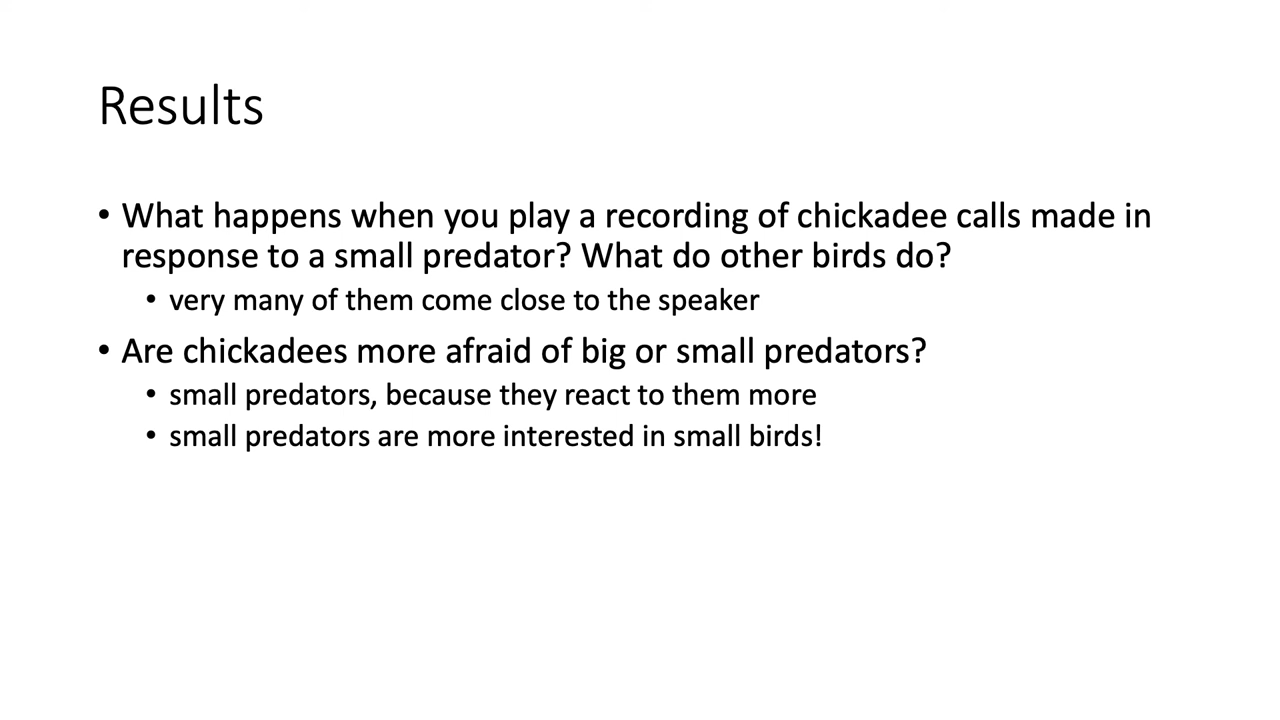 Results
• What happens when you play a recording of chickadee calls made in
response to a small predator? What do other birds do?
• very many of them come close to the speaker
• Are chickadees more afraid of big or small predators?
• small predators, because they react to them more
• small predators are more interested in small birds!